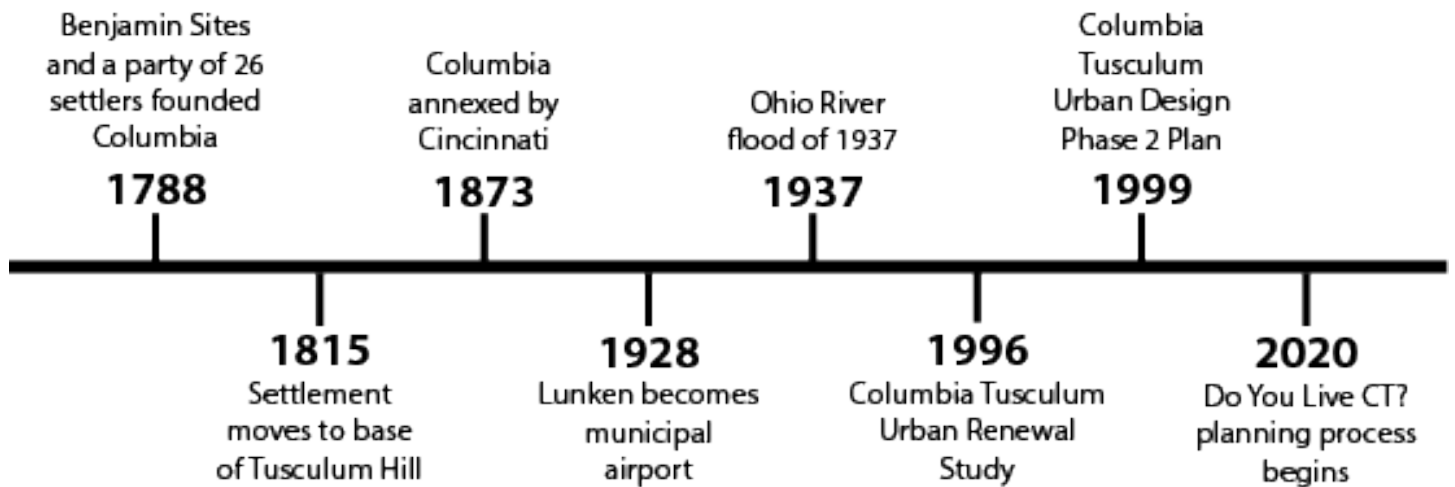 Benjamin Sites
and a party of 26
settlers founded
Columbia
1788
1815
Settlement
moves to base
of Tusculum Hill
Columbia
annexed by
Cincinnati
1873
1928
Lunken becomes
municipal
airport
Ohio River
flood of 1937
1937
1996
Columbia Tusculum
Urban Renewal
Study
Columbia
Tusculum
Urban Design
Phase 2 Plan
1999
2020
Do You Live CT?
planning process
begins